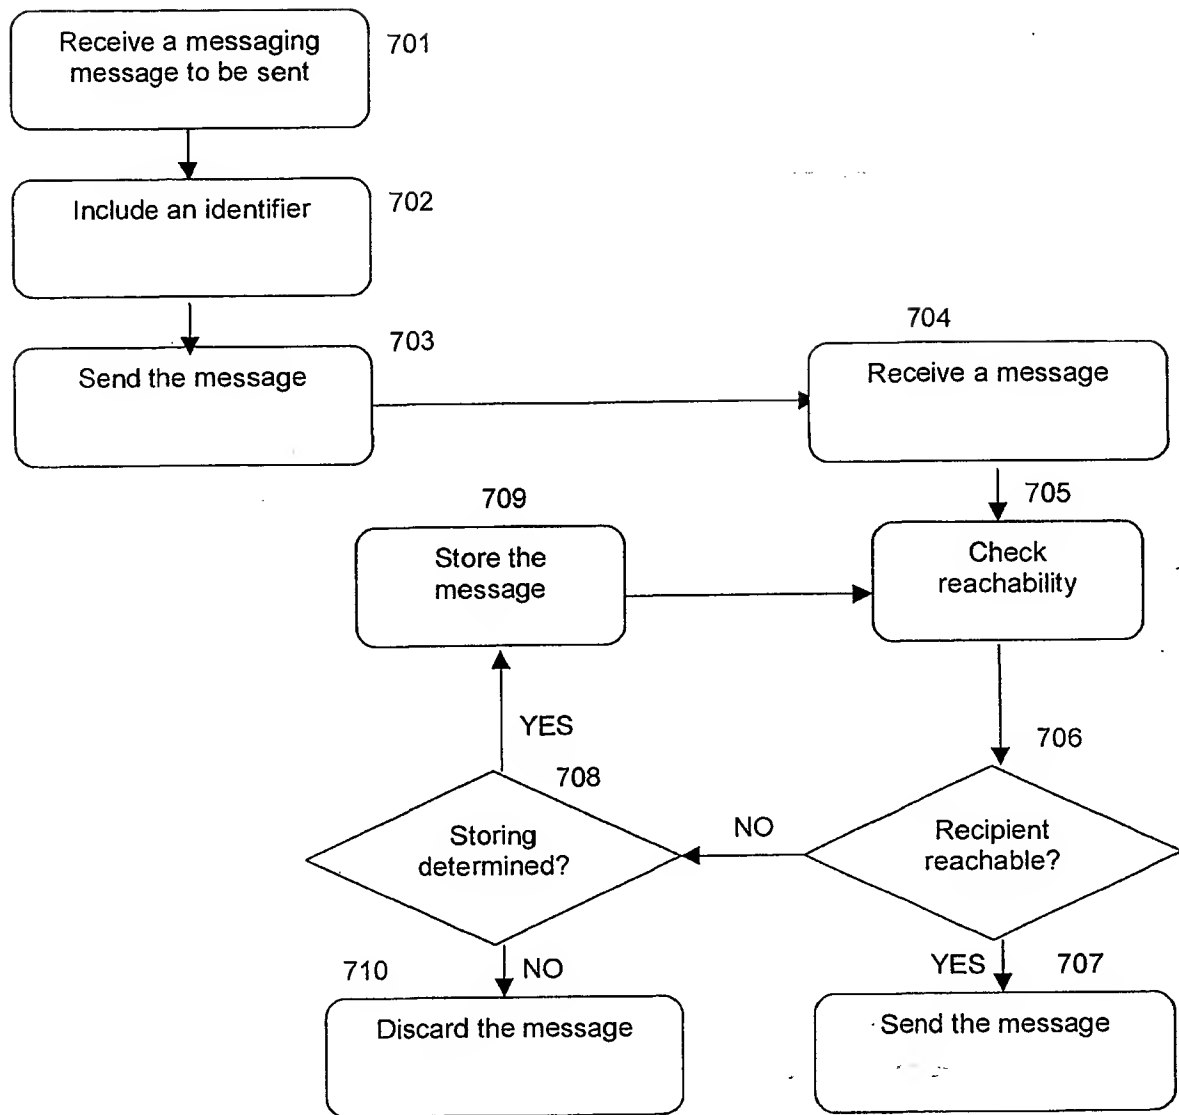 Receive a messaging
message to be sent
701
Include an identifier
702
703
Send the message
704
Receive a message
709
705
Store the
message
Check
reachability
YES
706
708
Storing
determined?
NO
Recipient
reachable?
710
NO
YES
707
Discard the message
Send the message